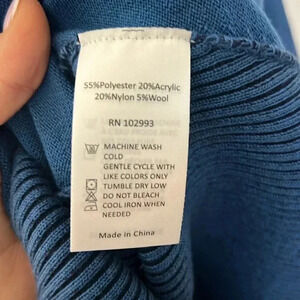 55%Polyester 20%Acrylic
20%Nylon 5%Wool
RN 102993
MACHINE WASH
COLD
GENTLE CYCLE WITH
LIKE COLORS ONLY
TUMBLE DRY LOW
DO NOT BLEACH
COOL IRON WHEN
NEEDED
Made in China